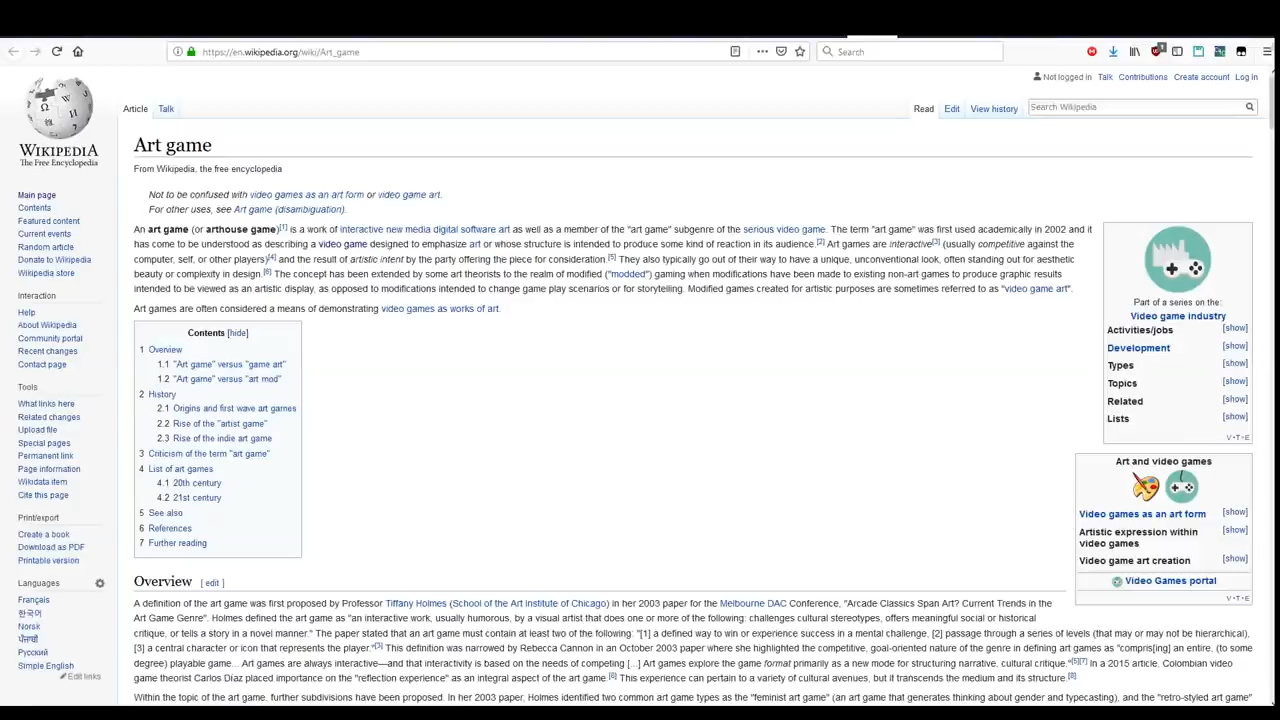 https://en.wikipedia.org/wiki/Art_game
Search
Not logged in Talk Contributions Create account Log in
Article Talk
Read Edit View history
Search Wikipedia
WIKIPEDIA
The Free Encyclopedia
Main page
Contents
Featured content
Current events
Random article
Donate to Wikipedia
Wikipedia store
Interaction
Help
About Wikipedia
Community portal
Recent changes
Contact page
Tools
What links here
Related changes
Upload file
Special pages
Permanent link
Page information
Wikidata item
Cite this page
Print/export
Create a book
Download as PDF
Printable version
Languages
Français
한국어
Norsk
ਪੰਜਾਬੀ
Русский
Simple English
Edit links
Art game
From Wikipedia, the free encyclopedia
Not to be confused with video games as an art form or video game art.
For other uses, see Art game (disambiguation).
An art game (or arthouse game)[1] is a work of interactive new media digital software art as well as a member of the "art game" subgenre of the serious video game. The term "art game" was first used academically in 2002 and it
has come to be understood as describing a video game designed to emphasize art or whose structure is intended to produce some kind of reaction in its audience.[2] Art games are interactive[3] (usually competitive against the
computer, self, or other players)[4] and the result of artistic intent by the party offering the piece for consideration.[5] They also typically go out of their way to have a unique, unconventional look, often standing out for aesthetic
beauty or complexity in design.[6] The concept has been extended by some art theorists to the realm of modified ("modded") gaming when modifications have been made to existing non-art games to produce graphic results
intended to be viewed as an artistic display, as opposed to modifications intended to change game play scenarios or for storytelling. Modified games created for artistic purposes are sometimes referred to as "video game art".
Art games are often considered a means of demonstrating video games as works of art.
Contents [hide]
1 Overview
1.1 "Art game" versus "game art"
1.2 "Art game" versus "art mod"
2 History
2.1 Origins and first wave art games
2.2 Rise of the "artist game"
2.3 Rise of the indie art game
3 Criticism of the term "art game"
4 List of art games
4.1 20th century
4.2 21st century
5 See also
6 References
7 Further reading
Part of a series on the:
Video game industry
Activities/jobs [show]
Development [show]
Types [show]
Topics [show]
Related [show]
Lists [show]
V·T·E
Art and video games
Video games as an art form [show]
Artistic expression within [show]
video games
Video game art creation [show]
Video Games portal
V·T·E
Overview [ edit ]
A definition of the art game was first proposed by Professor Tiffany Holmes (School of the Art Institute of Chicago) in her 2003 paper for the Melbourne DAC Conference, "Arcade Classics Span Art? Current Trends in the
Art Game Genre". Holmes defined the art game as "an interactive work, usually humorous, by a visual artist that does one or more of the following: challenges cultural stereotypes, offers meaningful social or historical
critique, or tells a story in a novel manner." The paper stated that an art game must contain at least two of the following: "[1] a defined way to win or experience success in a mental challenge, [2] passage through a series of levels (that may or may not be hierarchical),
[3] a central character or icon that represents the player."[3] This definition was narrowed by Rebecca Cannon in an October 2003 paper where she highlighted the competitive, goal-oriented nature of the genre in defining art games as "compris[ing] an entire, (to some
degree) playable game... Art games are always interactive—and that interactivity is based on the needs of competing [...] Art games explore the game format primarily as a new mode for structuring narrative, cultural critique."[5][7] In a 2015 article. Colombian video
game theorist Carlos Díaz placed importance on the "reflection experience" as an integral aspect of the art game.[6] This experience can pertain to a variety of cultural avenues, but it transcends the medium and its structure.[8]
Within the topic of the art game. further subdivisions have been proposed. In her 2003 paper, Holmes identified two common art game types as the "feminist art game" (an art game that generates thinking about gender and typecasting), and the "retro-styled art game"